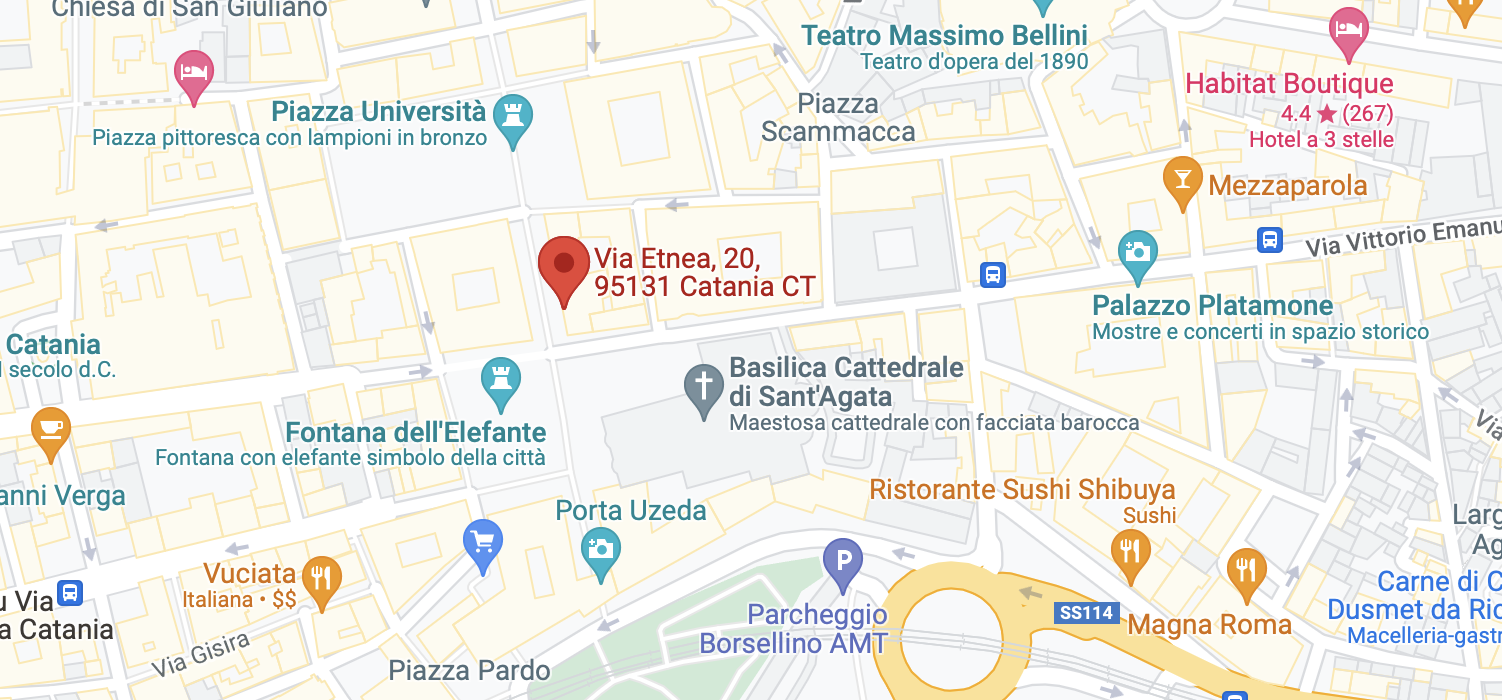 Chiesa di San Giuliano
Teatro Massimo Bellini
Teatro d'opera del 1890
Habitat Boutique
4.4 ★ (267)
Hotel a 3 stelle
Piazza Università
Piazza pittoresca con lampioni in bronzo
Piazza
Scammacca
Mezzaparola
Via Vittorio Emanu
Via Etnea, 20,
95131 Catania CT
Palazzo Platamone
Mostre e concerti in spazio storico
Catania
secolo d.C.
Basilica Cattedrale
di Sant'Agata
Maestosa cattedrale con facciata barocca
Fontana dell'Elefante
Fontana con elefante simbolo della città
Via
anni Verga
Ristorante Sushi Shibuya
Sushi
Porta Uzeda
Larg
Ag
P
Vuciata
Italiana • $$
u Via
a Catania
Via Gisira
Piazza Pardo
Parcheggio
Borsellino AMT
SS114
Magna Roma
Carne di C
Dusmet da Ric
Macelleria-gastr